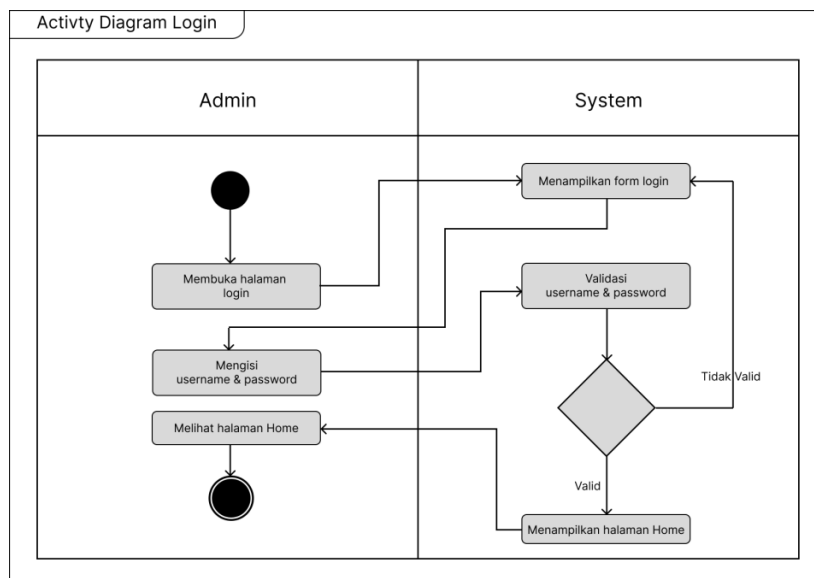 Activty Diagram Login
Admin
System
Menampilkan form login
Membuka halaman
login
Validasi
username & password
Mengisi
username & password
Tidak Valid
Melihat halaman Home
Valid
Menampilkan halaman Home